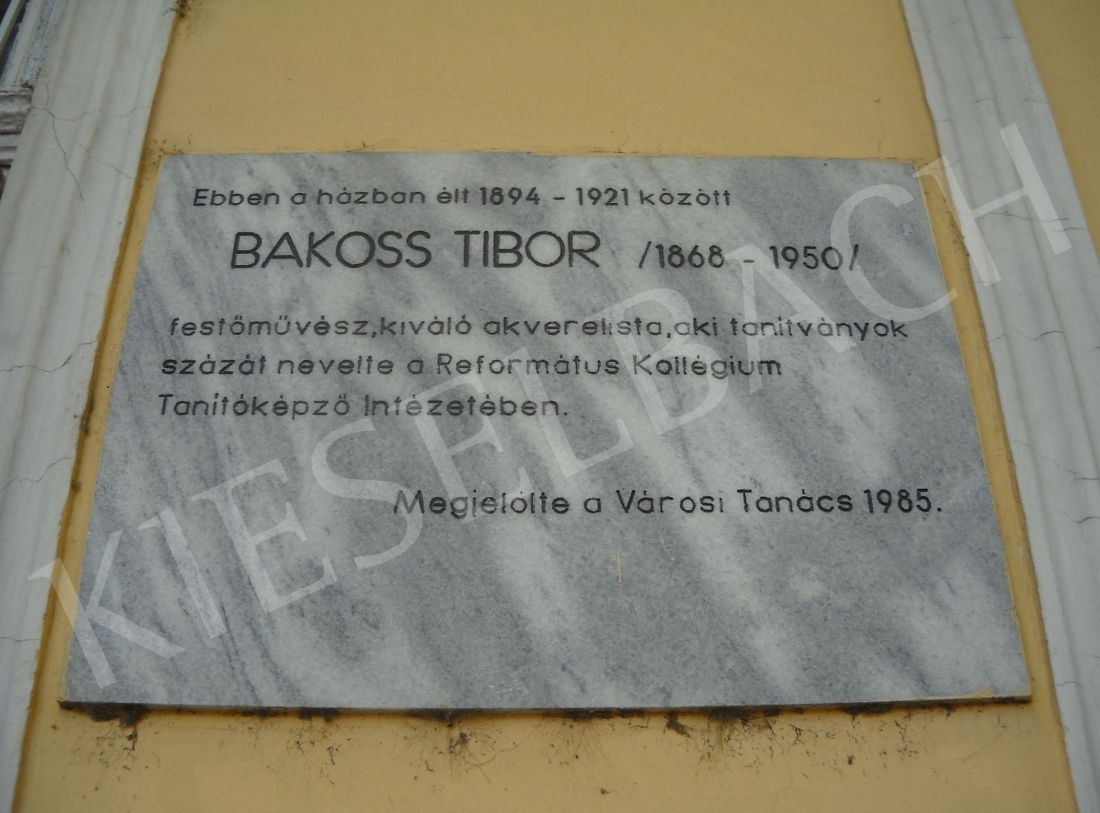 Ebben a házban élt 1894 - 1921 között
BAKOSS TIBOR /1868 - 1950/
festőművész, kiváló akverelista, aki tanítványok
százát nevelte a Református Kollégium
Tanítóképző Intézetében.
Megjelölte a Városi Tanács 1985.
KIESELBACH